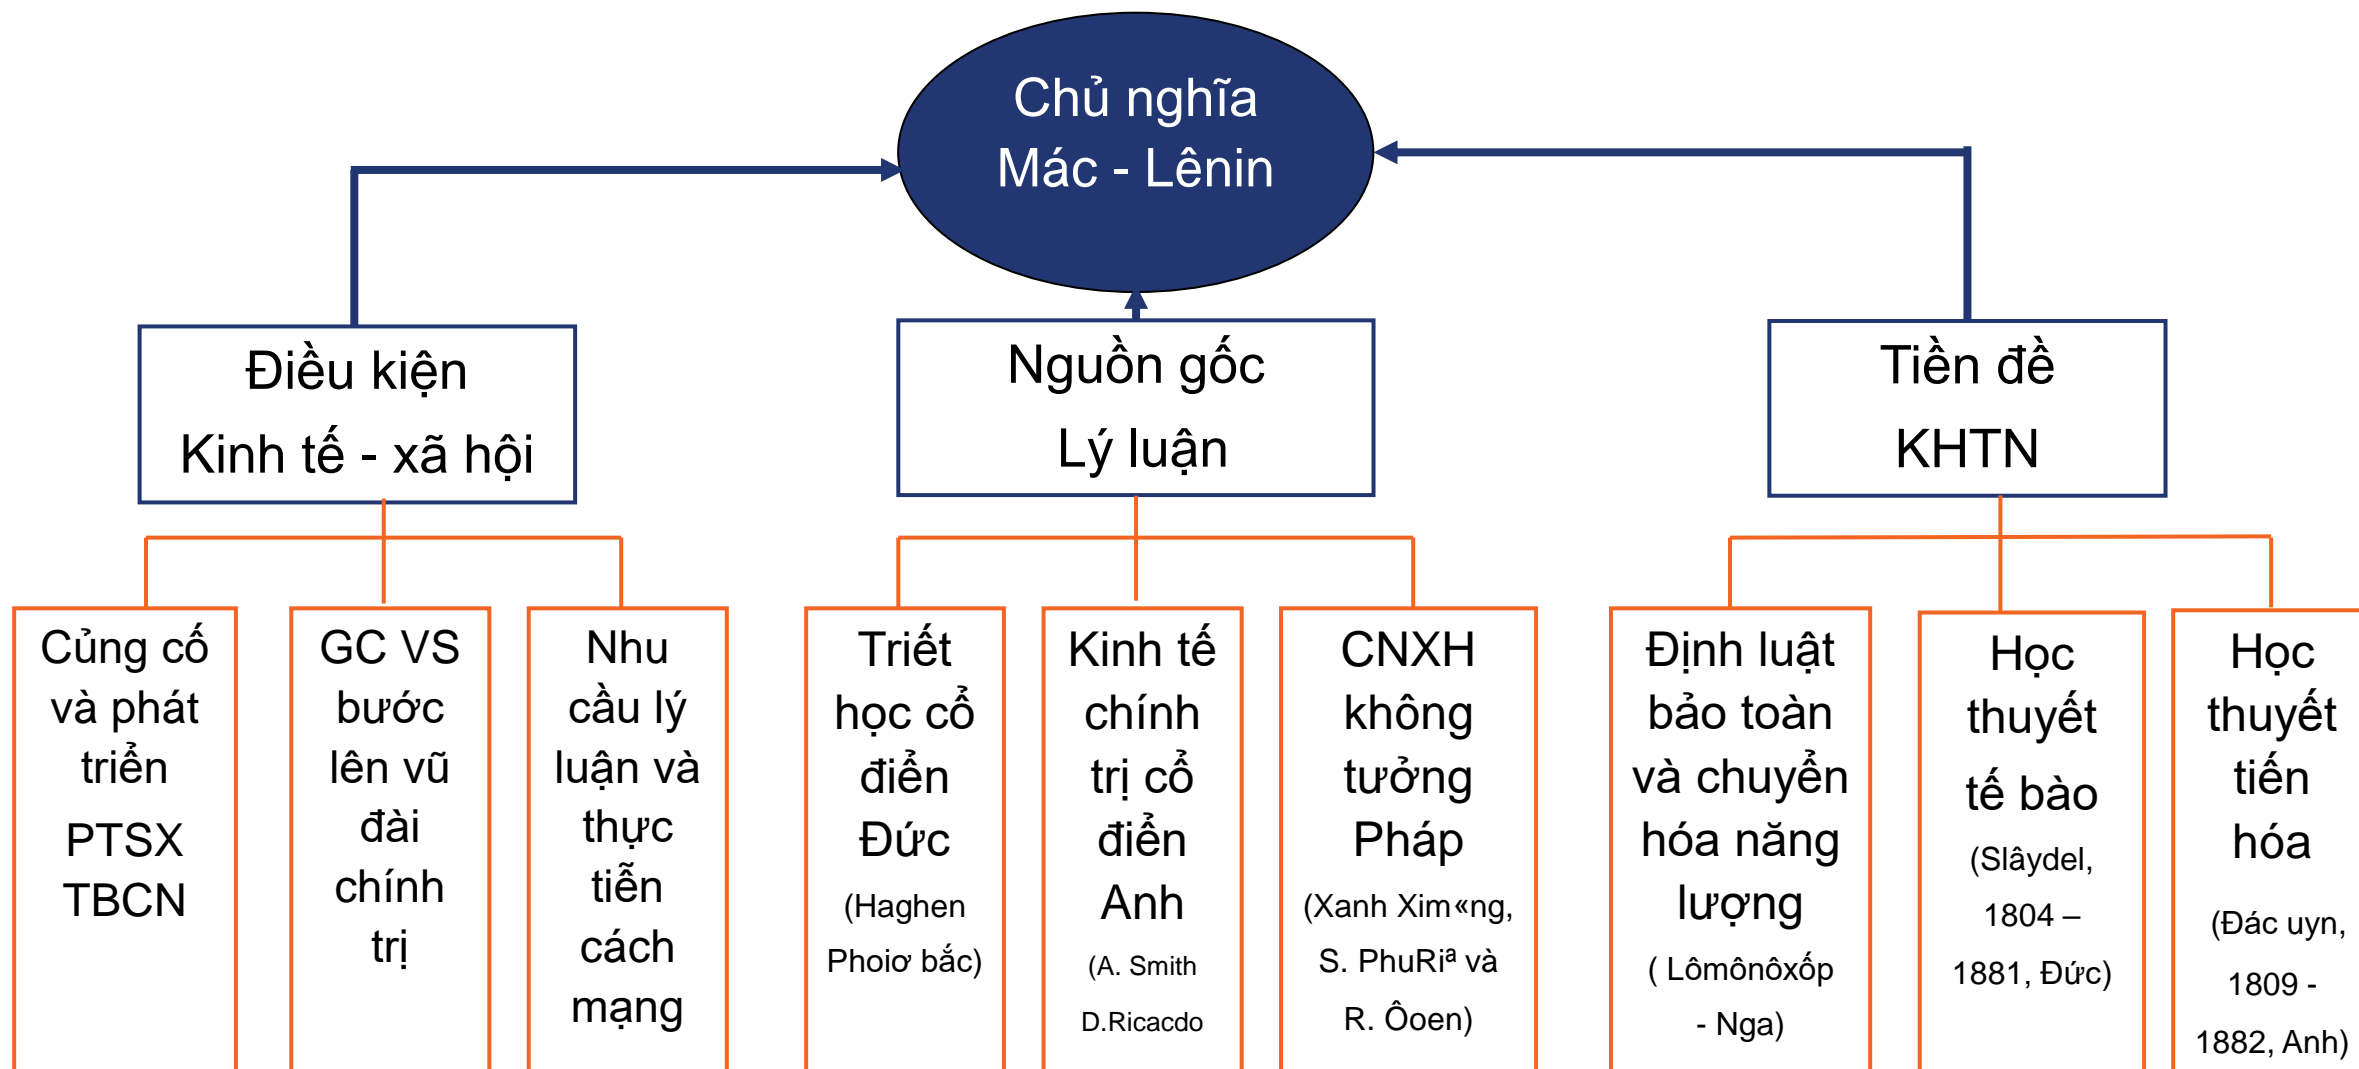 Chủ nghĩa
Mác - Lênin
Điều kiện
Kinh tế - xã hội
Nguồn gốc
Lý luận
Tiền đề
KHTN
Củng cố
và phát
triển
PTSX
TBCN
GC VS
bước
lên vũ
đài
chính
trị
Nhu
cầu lý
luận và
thực
tiễn
cách
mạng
Triết
học cổ
điển
Đức
(Haghen
Phoiơ bắc)
Kinh tế
chính
trị cổ
điển
Anh
(A. Smith
D.Ricacdo
CNXH
không
tưởng
Pháp
(Xanh Xim«ng,
S. PhuRiª và
R. Ôoen)
Định luật
bảo toàn
và chuyển
hóa năng
lượng
( Lômônôxốp
- Nga)
Học
thuyết
tế bào
(Slâydel,
1804 –
1881, Đức)
Học
thuyết
tiến
hóa
(Đác uyn,
1809 -
1882, Anh)